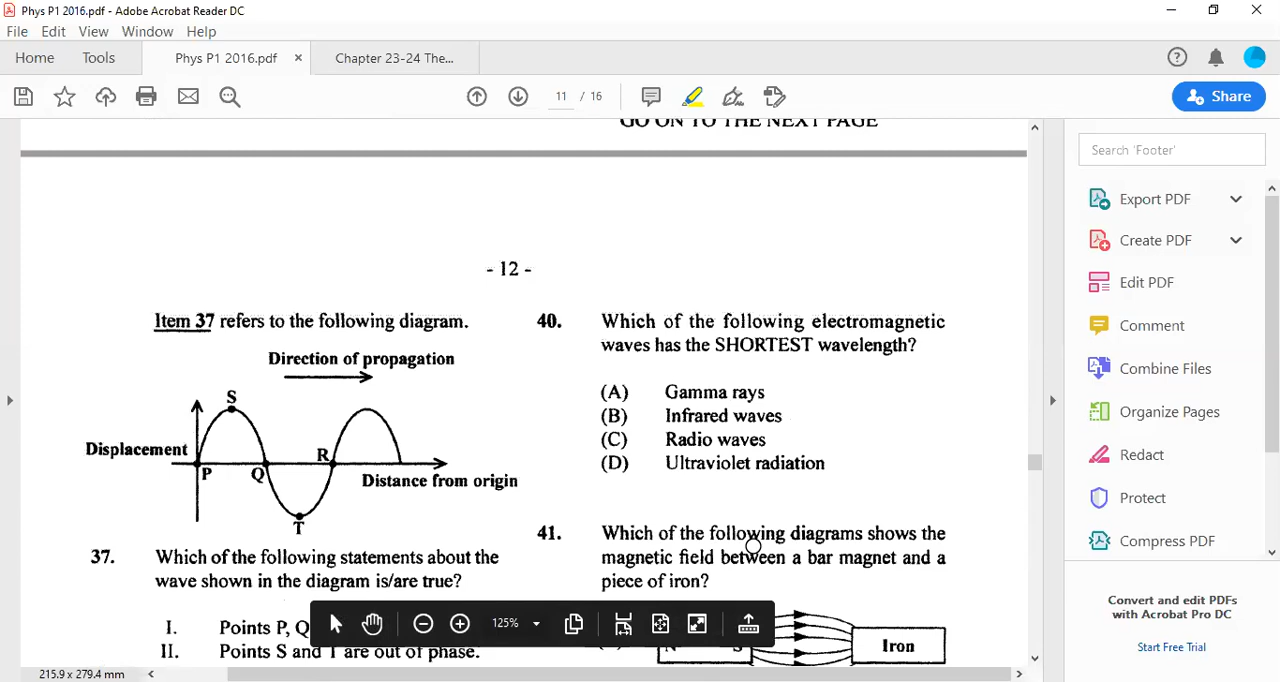 Phys P1 2016.pdf - Adobe Acrobat Reader DC
File Edit View Window Help
Home Tools Phys P1 2016.pdf × Chapter 23-24 The...
11 / 16
Share
GO ON TO THE NEXT PAGE
- 12 -
Item 37 refers to the following diagram.
Direction of propagation
S
Displacement
P Q R
Distance from origin
T
37. Which of the following statements about the
wave shown in the diagram is/are true?
I. Points P, Q
II. Points S and T are out of phase.
40. Which of the following electromagnetic
waves has the SHORTEST wavelength?
(A) Gamma rays
(B) Infrared waves
(C) Radio waves
(D) Ultraviolet radiation
41. Which of the following diagrams shows the
magnetic field between a bar magnet and a
piece of iron?
N S Iron
125%
215.9 x 279.4 mm
Search 'Footer'
Export PDF
Create PDF
Edit PDF
Comment
Combine Files
Organize Pages
Redact
Protect
Compress PDF
Convert and edit PDFs
with Acrobat Pro DC
Start Free Trial